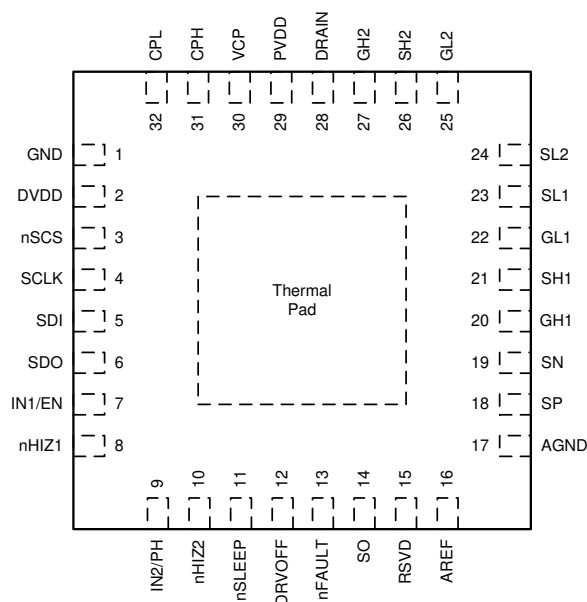 CPL
CPH
VCP
PVDD
DRAIN
GH2
SH2
GL2
32
31
30
29
28
27
26
25
GND 1
DVDD 2
nSCS 3
SCLK 4
SDI 5
SDO 6
IN1/EN 7
nHIZ1 8
Thermal
Pad
24 SL2
23 SL1
22 GL1
21 SH1
20 GH1
19 SN
18 SP
17 AGND
9
10
11
12
13
14
15
16
IN2/PH
nHIZ2
nSLEEP
DRVOFF
nFAULT
SO
RSVD
AREF